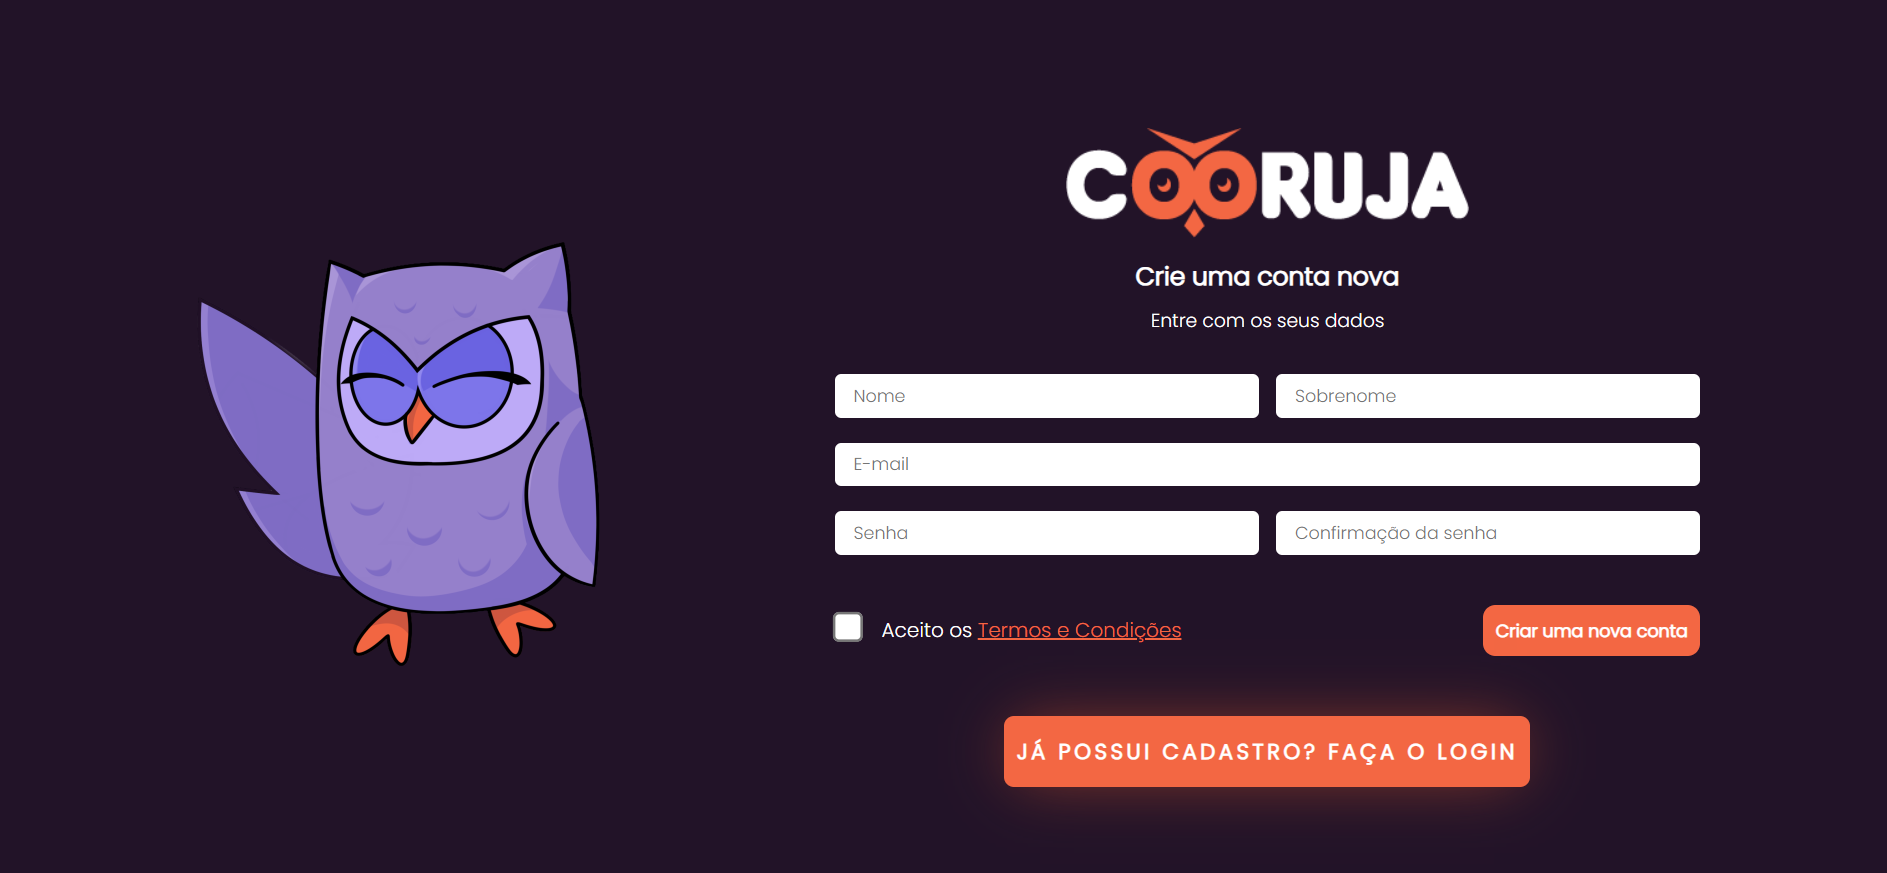 COORUJA
Crie uma conta nova
Entre com os seus dados
Nome Sobrenome
E-mail
Senha Confirmação da senha
Aceito os Termos e Condições Criar uma nova conta
JÁ POSSUI CADASTRO? FAÇA O LOGIN